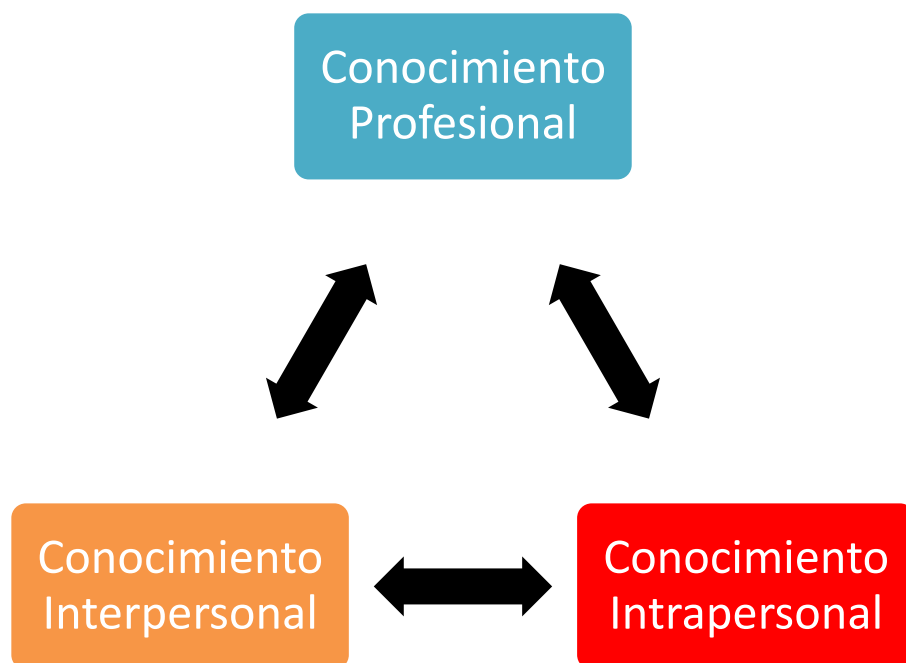 Conocimiento
Profesional
Conocimiento
Interpersonal
Conocimiento
Intrapersonal